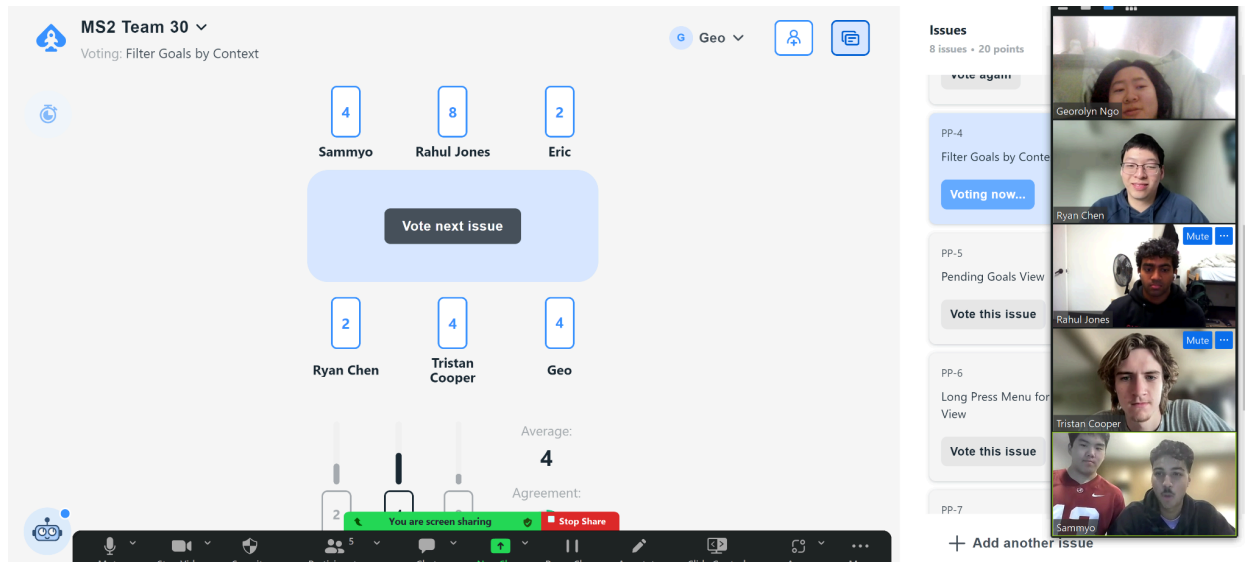 MS2 Team 30
Voting: Filter Goals by Context
G Geo
4
8
2
Sammyo
Rahul Jones
Eric
Vote next issue
2
4
4
Ryan Chen
Tristan
Cooper
Geo
Average:
4
Agreement:
2
You are screen sharing
Stop Share
5
Issues
8 issues • 20 points
Vote again
PP-4
Filter Goals by Conte
Voting now...
PP-5
Pending Goals View
Vote this issue
PP-6
Long Press Menu for
View
Vote this issue
PP-7
Add another issue
Georolyn Ngo
Ryan Chen
Mute
Rahul Jones
Mute
Tristan Cooper
Sammyo